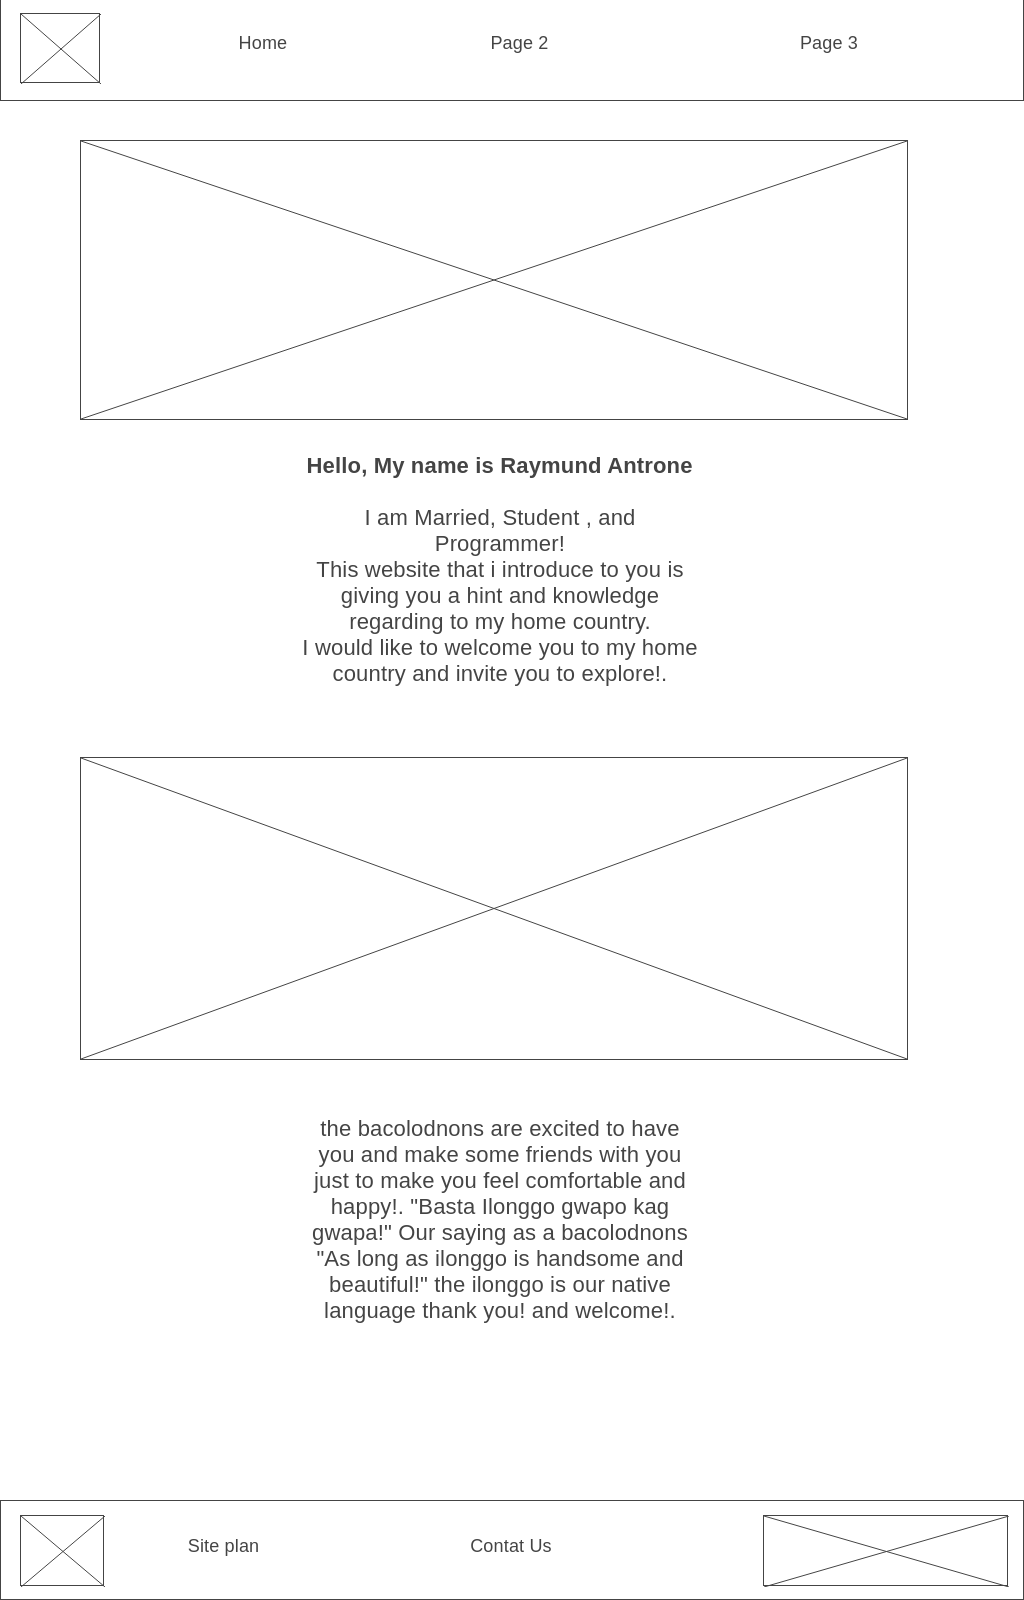 Home
Page 2
Page 3
Hello, My name is Raymund Antrone
I am Married, Student , and
Programmer!
This website that i introduce to you is
giving you a hint and knowledge
regarding to my home country.
I would like to welcome you to my home
country and invite you to explore!.
the bacolodnons are excited to have
you and make some friends with you
just to make you feel comfortable and
happy!. "Basta Ilonggo gwapo kag
gwapa!" Our saying as a bacolodnons
"As long as ilonggo is handsome and
beautiful!" the ilonggo is our native
language thank you! and welcome!.
Site plan
Contat Us